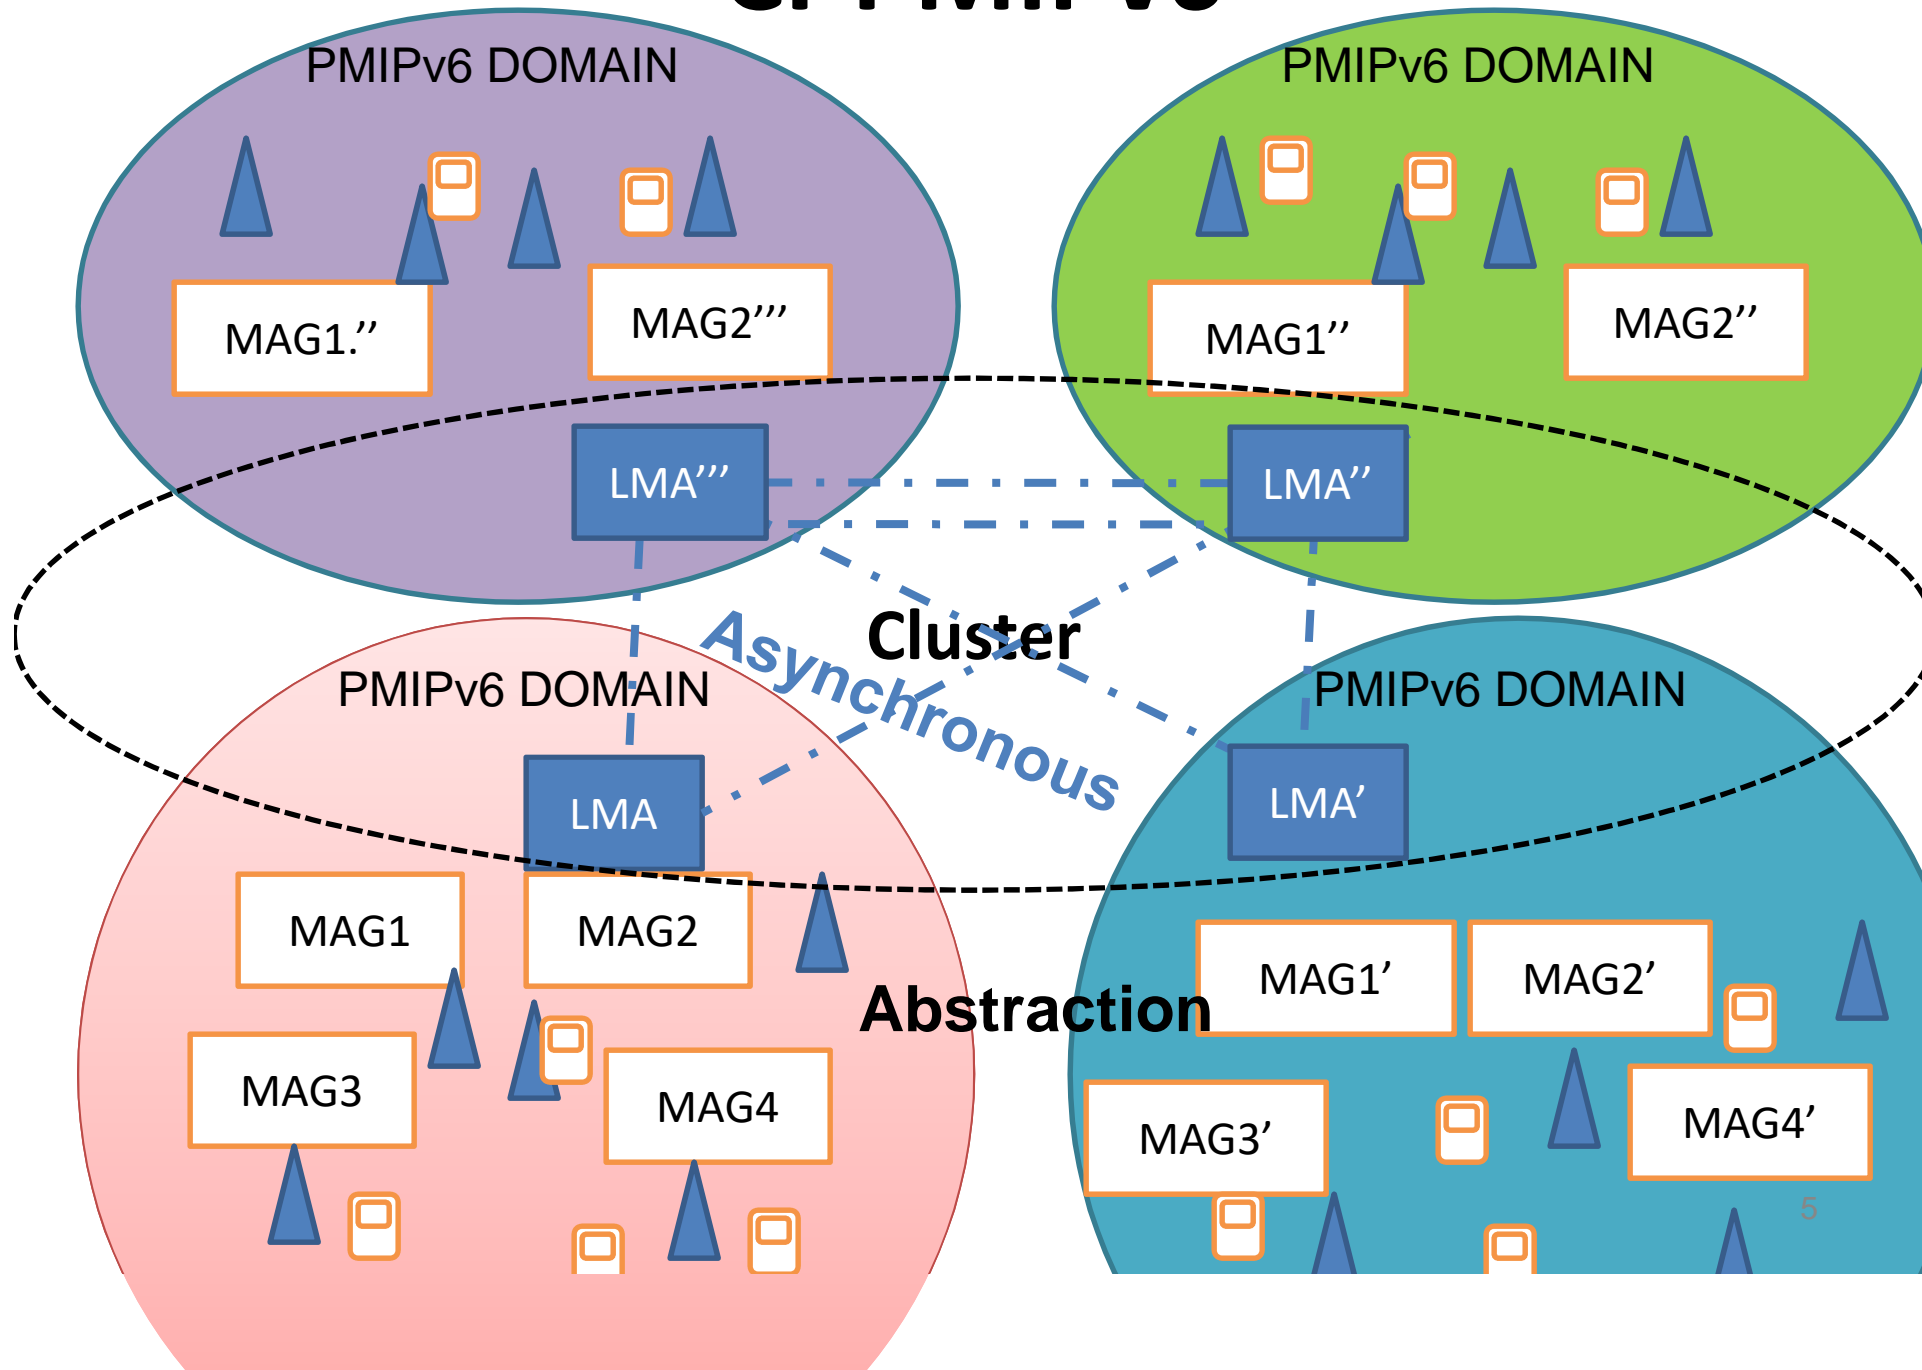 PMIPv6 DOMAIN
PMIPv6 DOMAIN
MAG1.’’
MAG2’’’
MAG1’’
MAG2’’
LMA’’’
LMA’’
Cluster
Asynchronous
PMIPv6 DOMAIN
PMIPv6 DOMAIN
LMA
LMA’
MAG1
MAG2
MAG1’
MAG2’
Abstraction
MAG3
MAG4
MAG3’
MAG4’
5